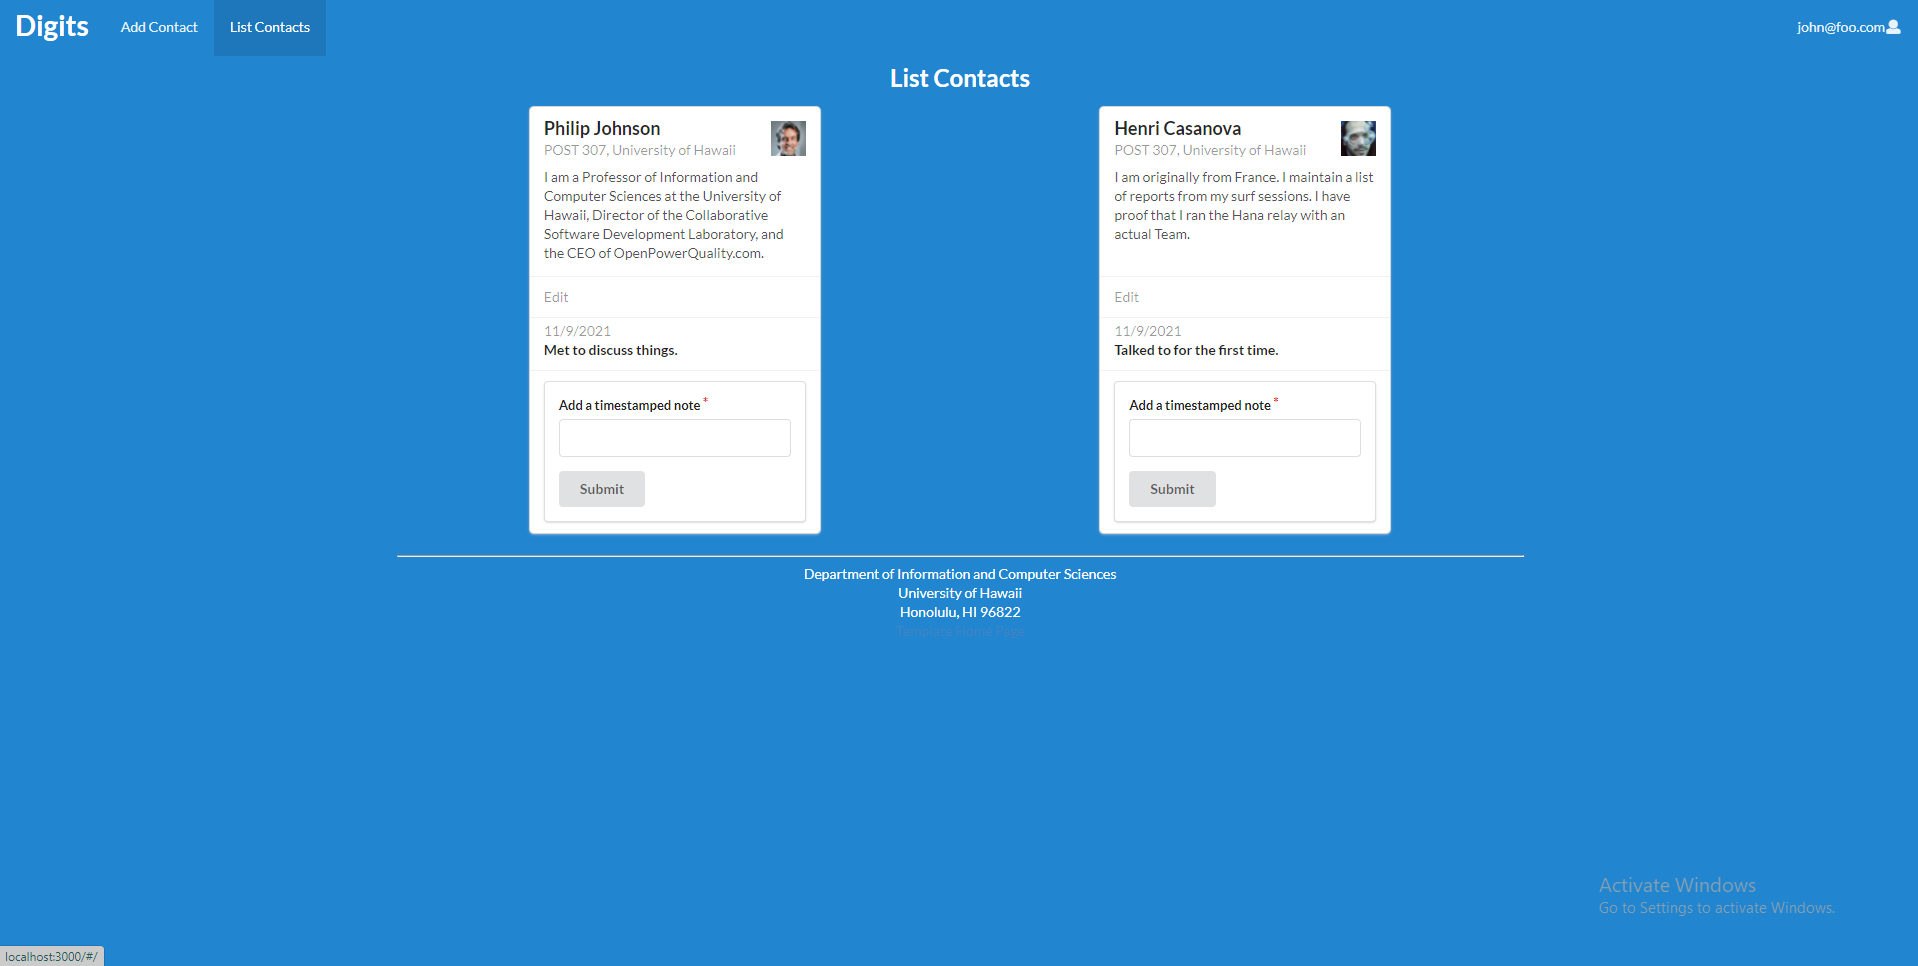 Digits
Add Contact
List Contacts
john@foo.com
List Contacts
Philip Johnson
POST 307, University of Hawaii
I am a Professor of Information and
Computer Sciences at the University of
Hawaii, Director of the Collaborative
Software Development Laboratory, and
the CEO of OpenPowerQuality.com.
Edit
11/9/2021
Met to discuss things.
Add a timestamped note *
Submit
Henri Casanova
POST 307, University of Hawaii
I am originally from France. I maintain a list
of reports from my surf sessions. I have
proof that I ran the Hana relay with an
actual Team.
Edit
11/9/2021
Talked to for the first time.
Add a timestamped note *
Submit
Department of Information and Computer Sciences
University of Hawaii
Honolulu, HI 96822
Template Home Page
Activate Windows
Go to Settings to activate Windows.
localhost:3000/#/